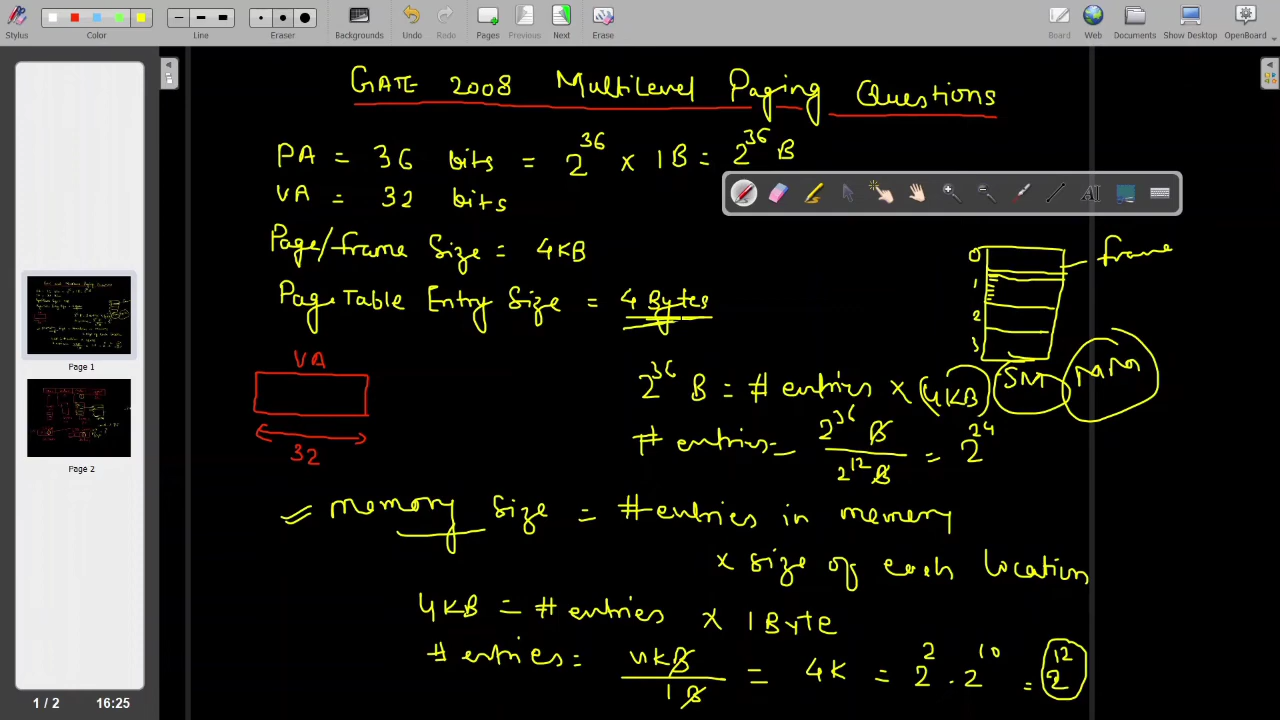 Stylus
Color
Line
Eraser
Backgrounds
Undo
Redo
Pages
Previous
Next
Erase
Board
Web
Documents
Show Desktop
OpenBoard
GATE 2008 Multilevel Paging Questions
PA = 36 bits = 2^36 x 1B = 2^36 B
VA = 32 bits
Page/frame Size = 4KB
PageTable Entry Size = 4 Bytes
0
1
2
3
frame
VA
32
2^36 B = # entries x (4KB)
# entries = 2^36 B / 2^12 B = 2^24
memory Size = # entries in memory
x size of each location
4KB = # entries x 1 Byte
# entries = 4KB / 1B = 4K = 2^2 . 2^10 = 2^12
Page 1
Page 2
1 / 2
16:25